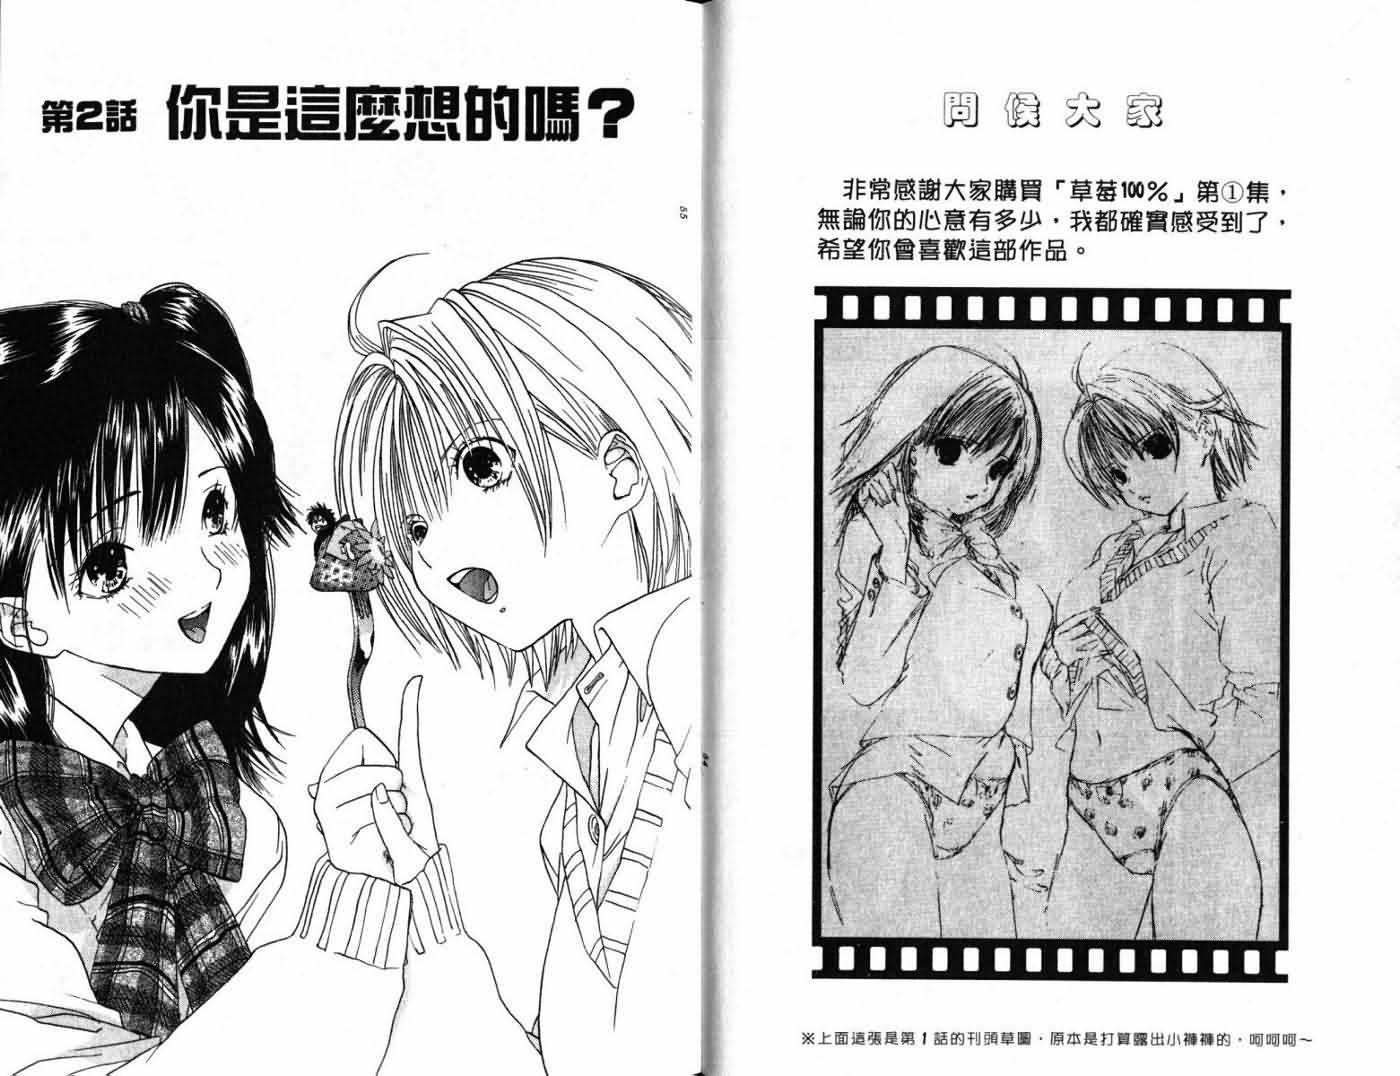 問候大家
非常感謝大家購買「草莓100%」第①集，
無論你的心意有多少，我都確實感受到了，
希望你會喜歡這部作品。
※上面這張是第1話的刊頭草圖，原本是打算露出小褲褲的。呵呵呵～
54
第2話 你是這麼想的嗎？
55